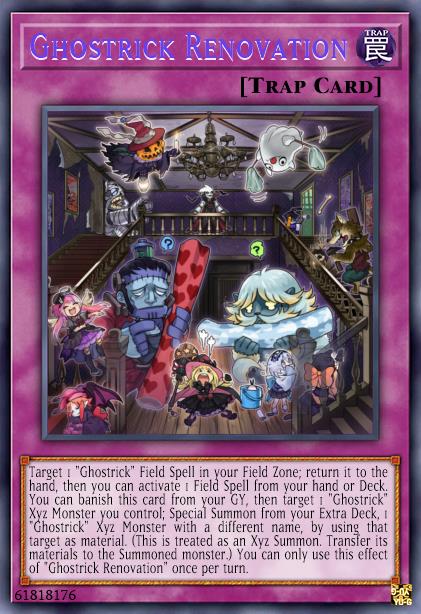 Ghostrick Renovation
TRAP
罠
[Trap Card]
?
?
Target 1 "Ghostrick" Field Spell in your Field Zone; return it to the
hand, then you can activate 1 Field Spell from your hand or Deck.
You can banish this card from your GY, then target 1 "Ghostrick"
Xyz Monster you control; Special Summon from your Extra Deck, 1
"Ghostrick" Xyz Monster with a different name, by using that
target as material. (This is treated as an Xyz Summon. Transfer its
materials to the Summoned monster.) You can only use this effect
of "Ghostrick Renovation" once per turn.
61818176